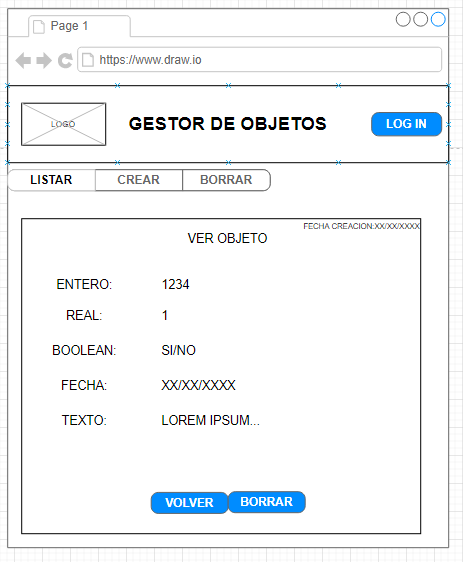 Page 1
https://www.draw.io
LOGO
GESTOR DE OBJETOS
LOG IN
LISTAR
CREAR
BORRAR
FECHA CREACION:XX/XX/XXXX
VER OBJETO
ENTERO: 1234
REAL: 1
BOOLEAN: SI/NO
FECHA: XX/XX/XXXX
TEXTO: LOREM IPSUM...
VOLVER
BORRAR